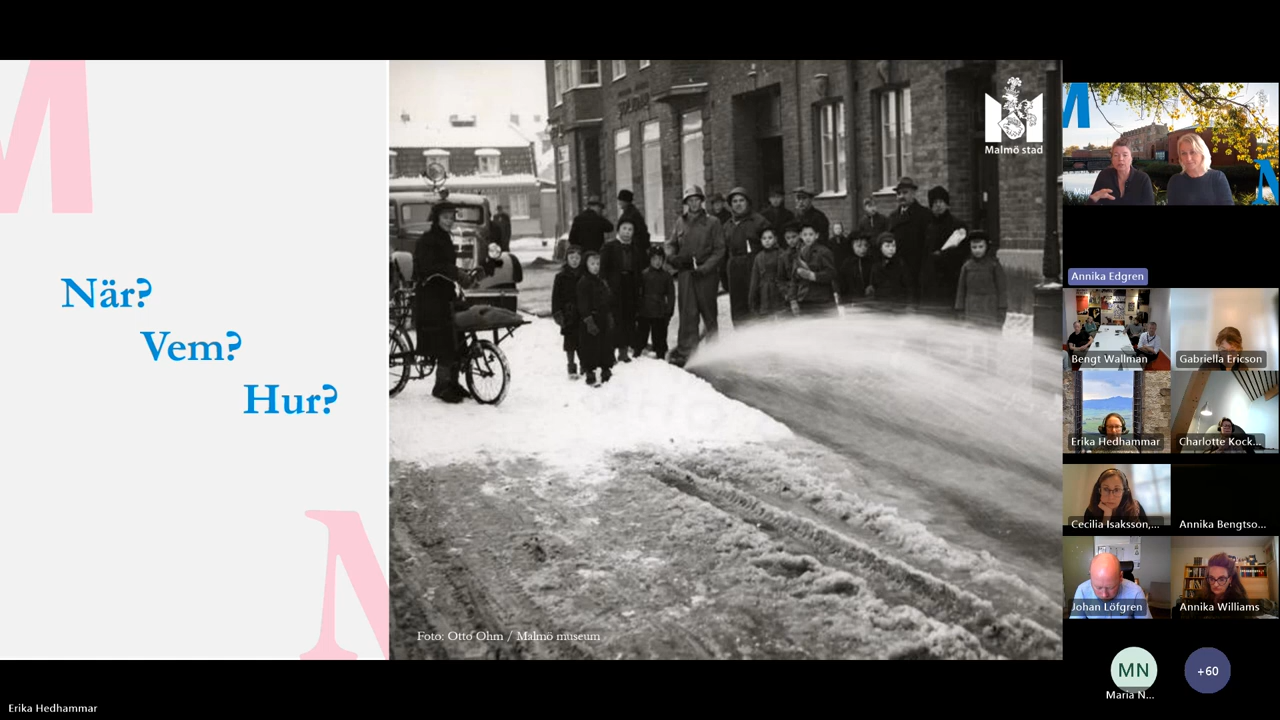 När?
Vem?
Hur?
Malmö stad
Foto: Otto Ohm / Malmö museum
Annika Edgren
Bengt Wallman
Gabriella Ericson
Erika Hedhammar
Charlotte Kock...
Cecilia Isaksson,...
Annika Bengtso...
Johan Löfgren
Annika Williams
MN
+60
Maria N...
Erika Hedhammar